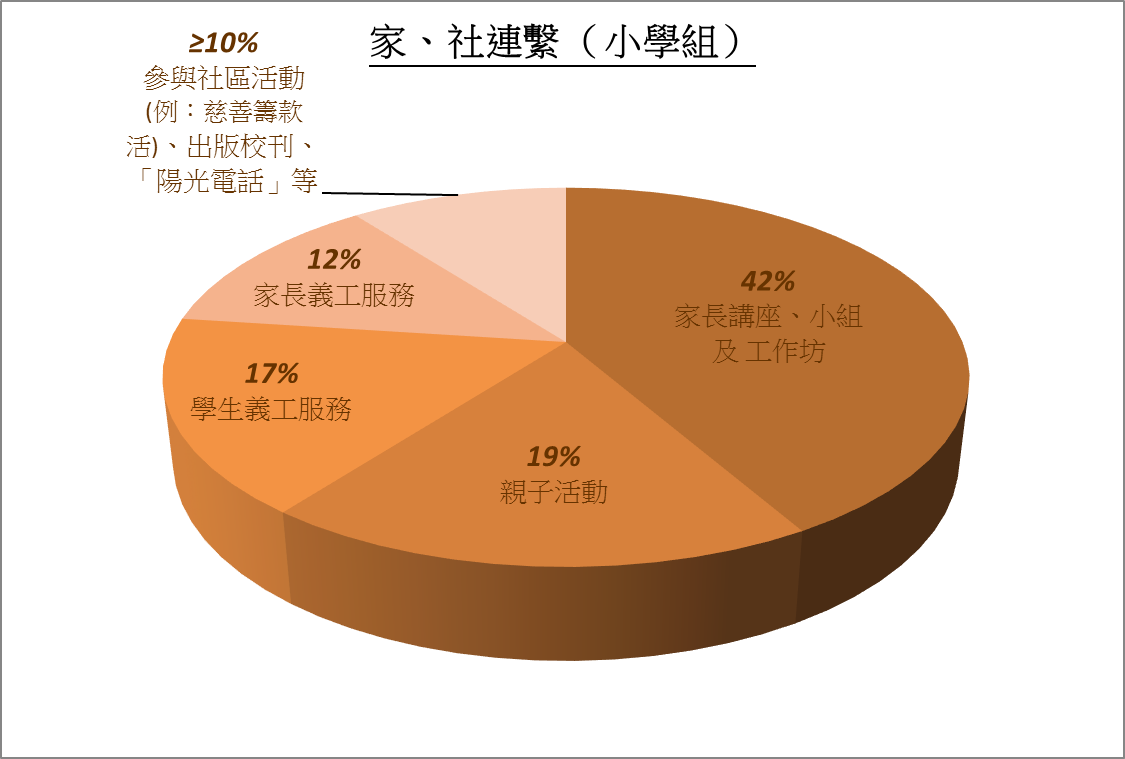 家、社連繫（小學組）
≥10%
參與社區活動
(例：慈善籌款
活)、出版校刊、
「陽光電話」等
12%
家長義工服務
42%
家長講座、小組
及 工作坊
17%
學生義工服務
19%
親子活動